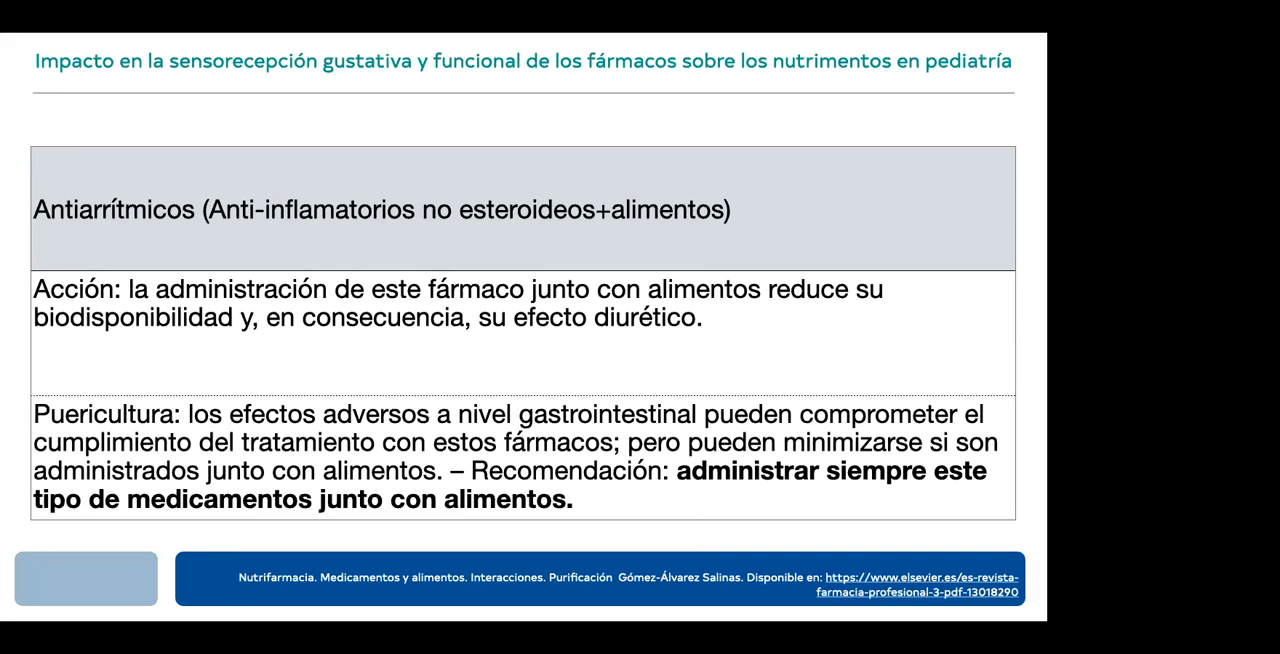 Impacto en la sensorecepción gustativa y funcional de los fármacos sobre los nutrimentos en pediatría
Antiarrítmicos (Anti-inflamatorios no esteroideos+alimentos)
Acción: la administración de este fármaco junto con alimentos reduce su
biodisponibilidad y, en consecuencia, su efecto diurético.
Puericultura: los efectos adversos a nivel gastrointestinal pueden comprometer el
cumplimiento del tratamiento con estos fármacos; pero pueden minimizarse si son
administrados junto con alimentos. – Recomendación: administrar siempre este
tipo de medicamentos junto con alimentos.
Nutrifarmacia. Medicamentos y alimentos. Interacciones. Purificación Gómez-Álvarez Salinas. Disponible en: https://www.elsevier.es/es-revista-
farmacia-profesional-3-pdf-13018290